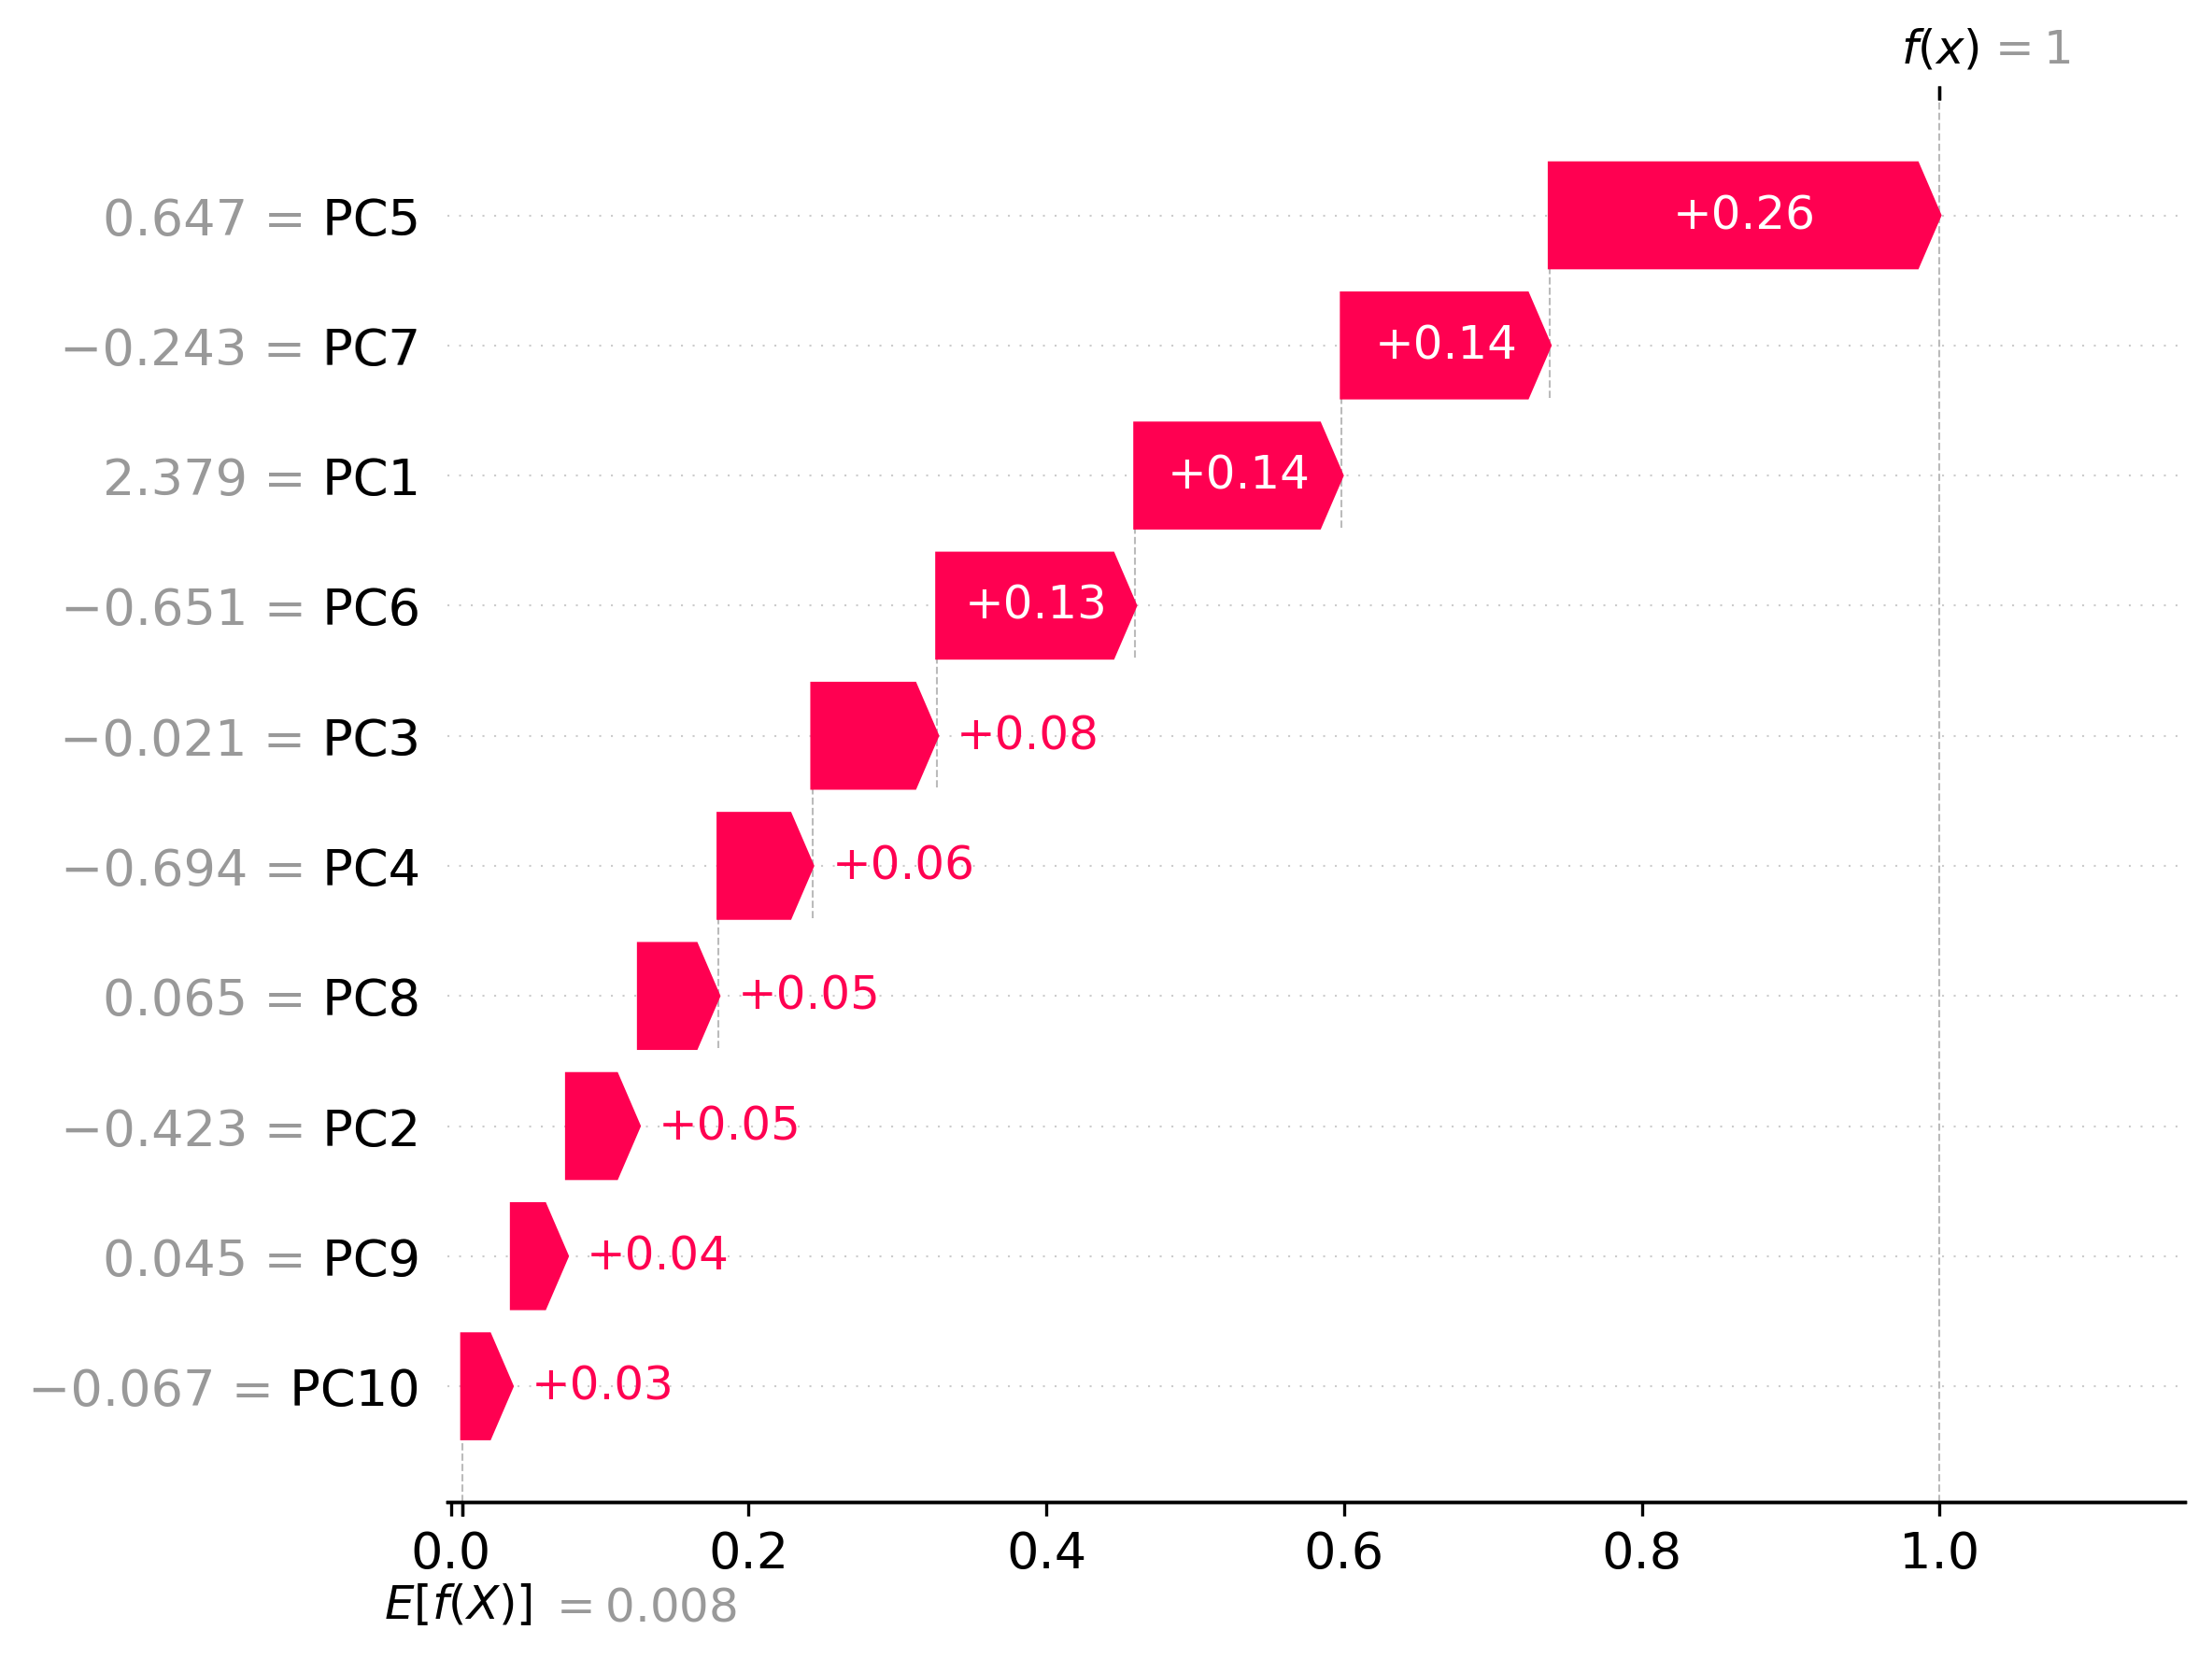 f(x) = 1
0.647 = PC5 +0.26
−0.243 = PC7 +0.14
2.379 = PC1 +0.14
−0.651 = PC6 +0.13
−0.021 = PC3 +0.08
−0.694 = PC4 +0.06
0.065 = PC8 +0.05
−0.423 = PC2 +0.05
0.045 = PC9 +0.04
−0.067 = PC10 +0.03
0.0 0.2 0.4 0.6 0.8 1.0
E[f(X)] = 0.008